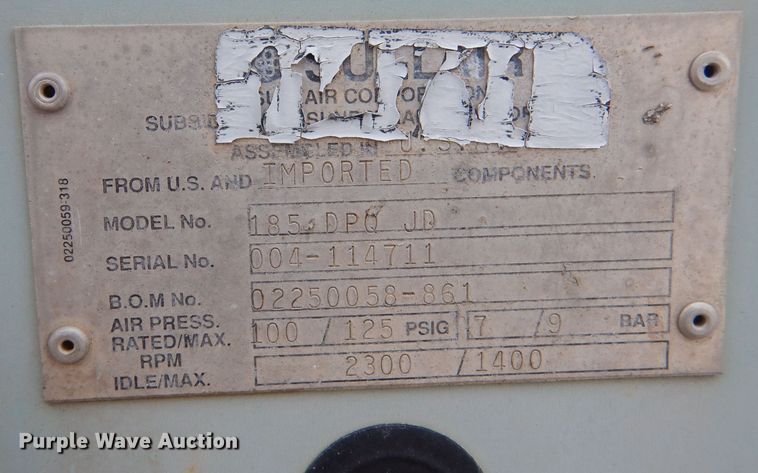 AIR CORPORATION
ASSEMBLED IN U.S.A.
FROM U.S. AND IMPORTED COMPONENTS
MODEL No. 185 DPQ JD
SERIAL No. 004-114711
B.O.M No. 02250058-861
AIR PRESS. RATED/MAX. 100 / 125 PSIG 7 / 9 BAR
RPM IDLE/MAX. 2300 / 1400
02250059-318
Purple Wave Auction